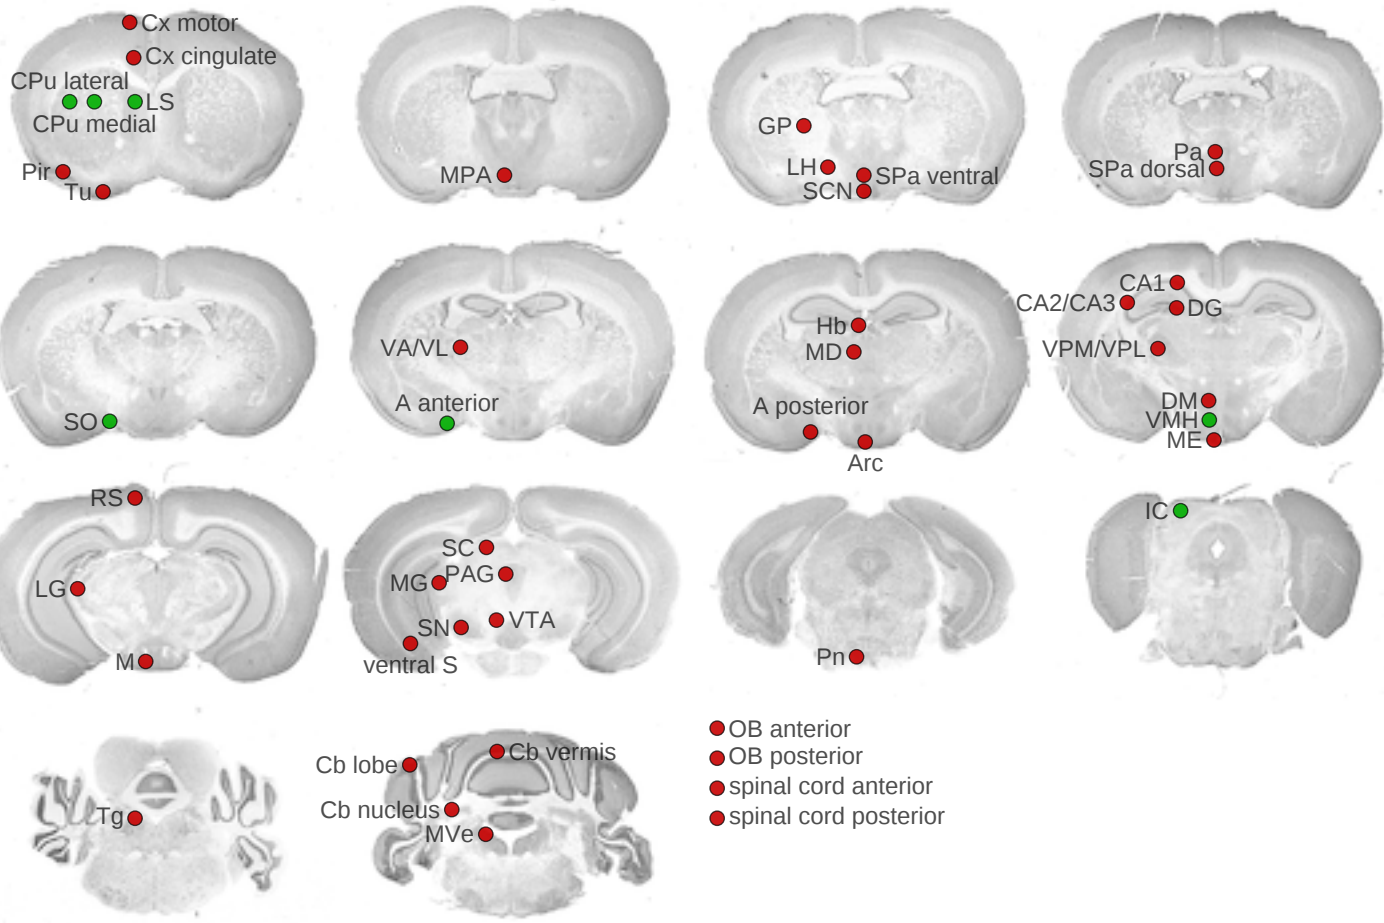 Cx motor
Cx cingulate
CPu lateral
LS
CPu medial
Pir
Tu
MPA
GP
LH
SPa ventral
SCN
Pa
SPa dorsal
SO
VA/VL
A anterior
Hb
MD
A posterior
Arc
CA1
CA2/CA3
DG
VPM/VPL
DM
VMH
ME
RS
LG
M
SC
MG
PAG
SN
VTA
ventral S
Pn
IC
Tg
Cb lobe
Cb vermis
Cb nucleus
MVe
OB anterior
OB posterior
spinal cord anterior
spinal cord posterior